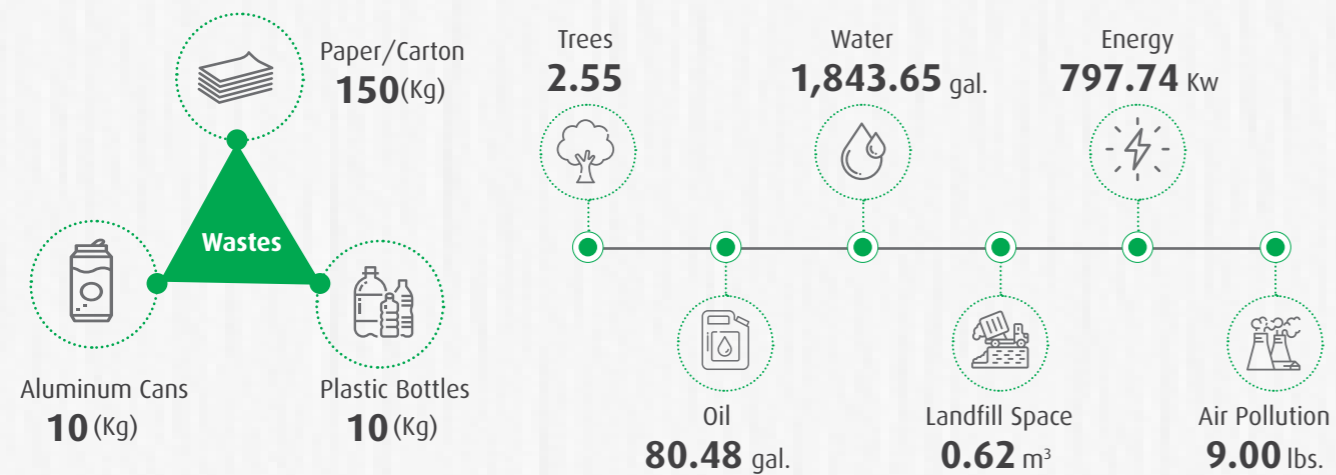 Paper/Carton
150(Kg)
Wastes
Aluminum Cans
10 (Kg)
Plastic Bottles
10 (Kg)
Trees
2.55
Water
1,843.65 gal.
Energy
797.74 Kw
Oil
80.48 gal.
Landfill Space
0.62 m³
Air Pollution
9.00 lbs.